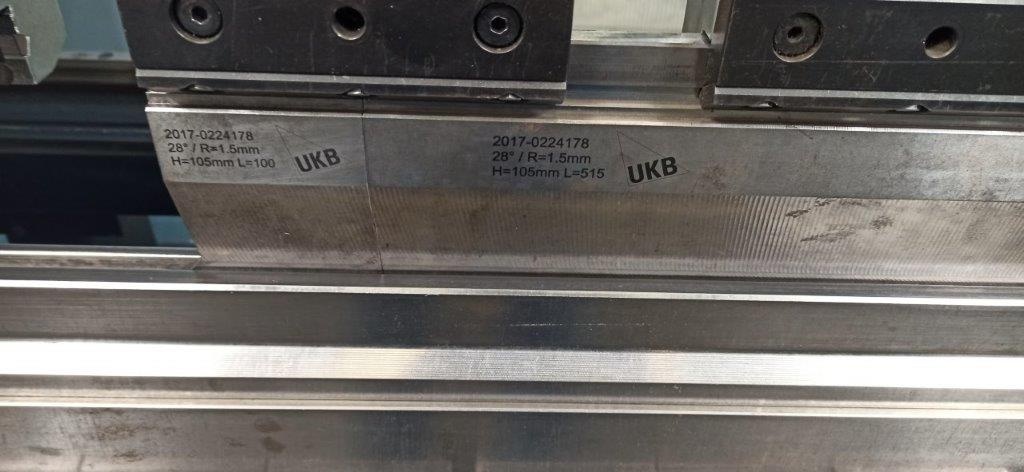 2017-0224178
28° / R=1.5mm
H=105mm L=100
UKB
2017-0224178
28° / R=1.5mm
H=105mm L=515
UKB